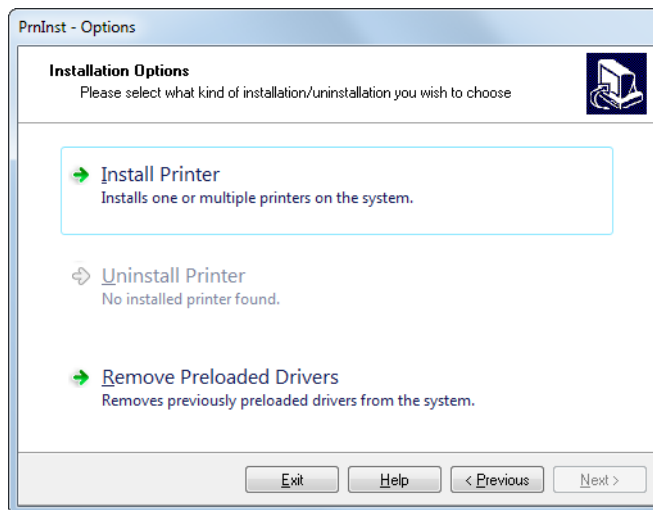 PrnInst - Options
Installation Options
Please select what kind of installation/uninstallation you wish to choose
Install Printer
Installs one or multiple printers on the system.
Uninstall Printer
No installed printer found.
Remove Preloaded Drivers
Removes previously preloaded drivers from the system.
Exit Help < Previous Next >